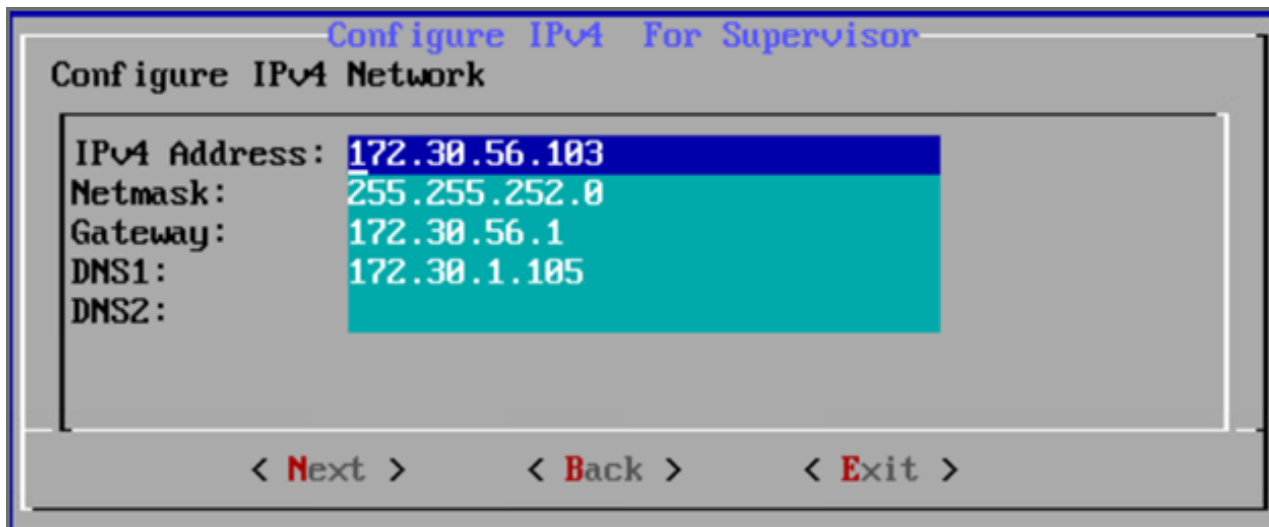 Configure IPv4 For Supervisor
Configure IPv4 Network
IPv4 Address: 172.30.56.103
Netmask: 255.255.252.0
Gateway: 172.30.56.1
DNS1: 172.30.1.105
DNS2:
< Next > < Back > < Exit >